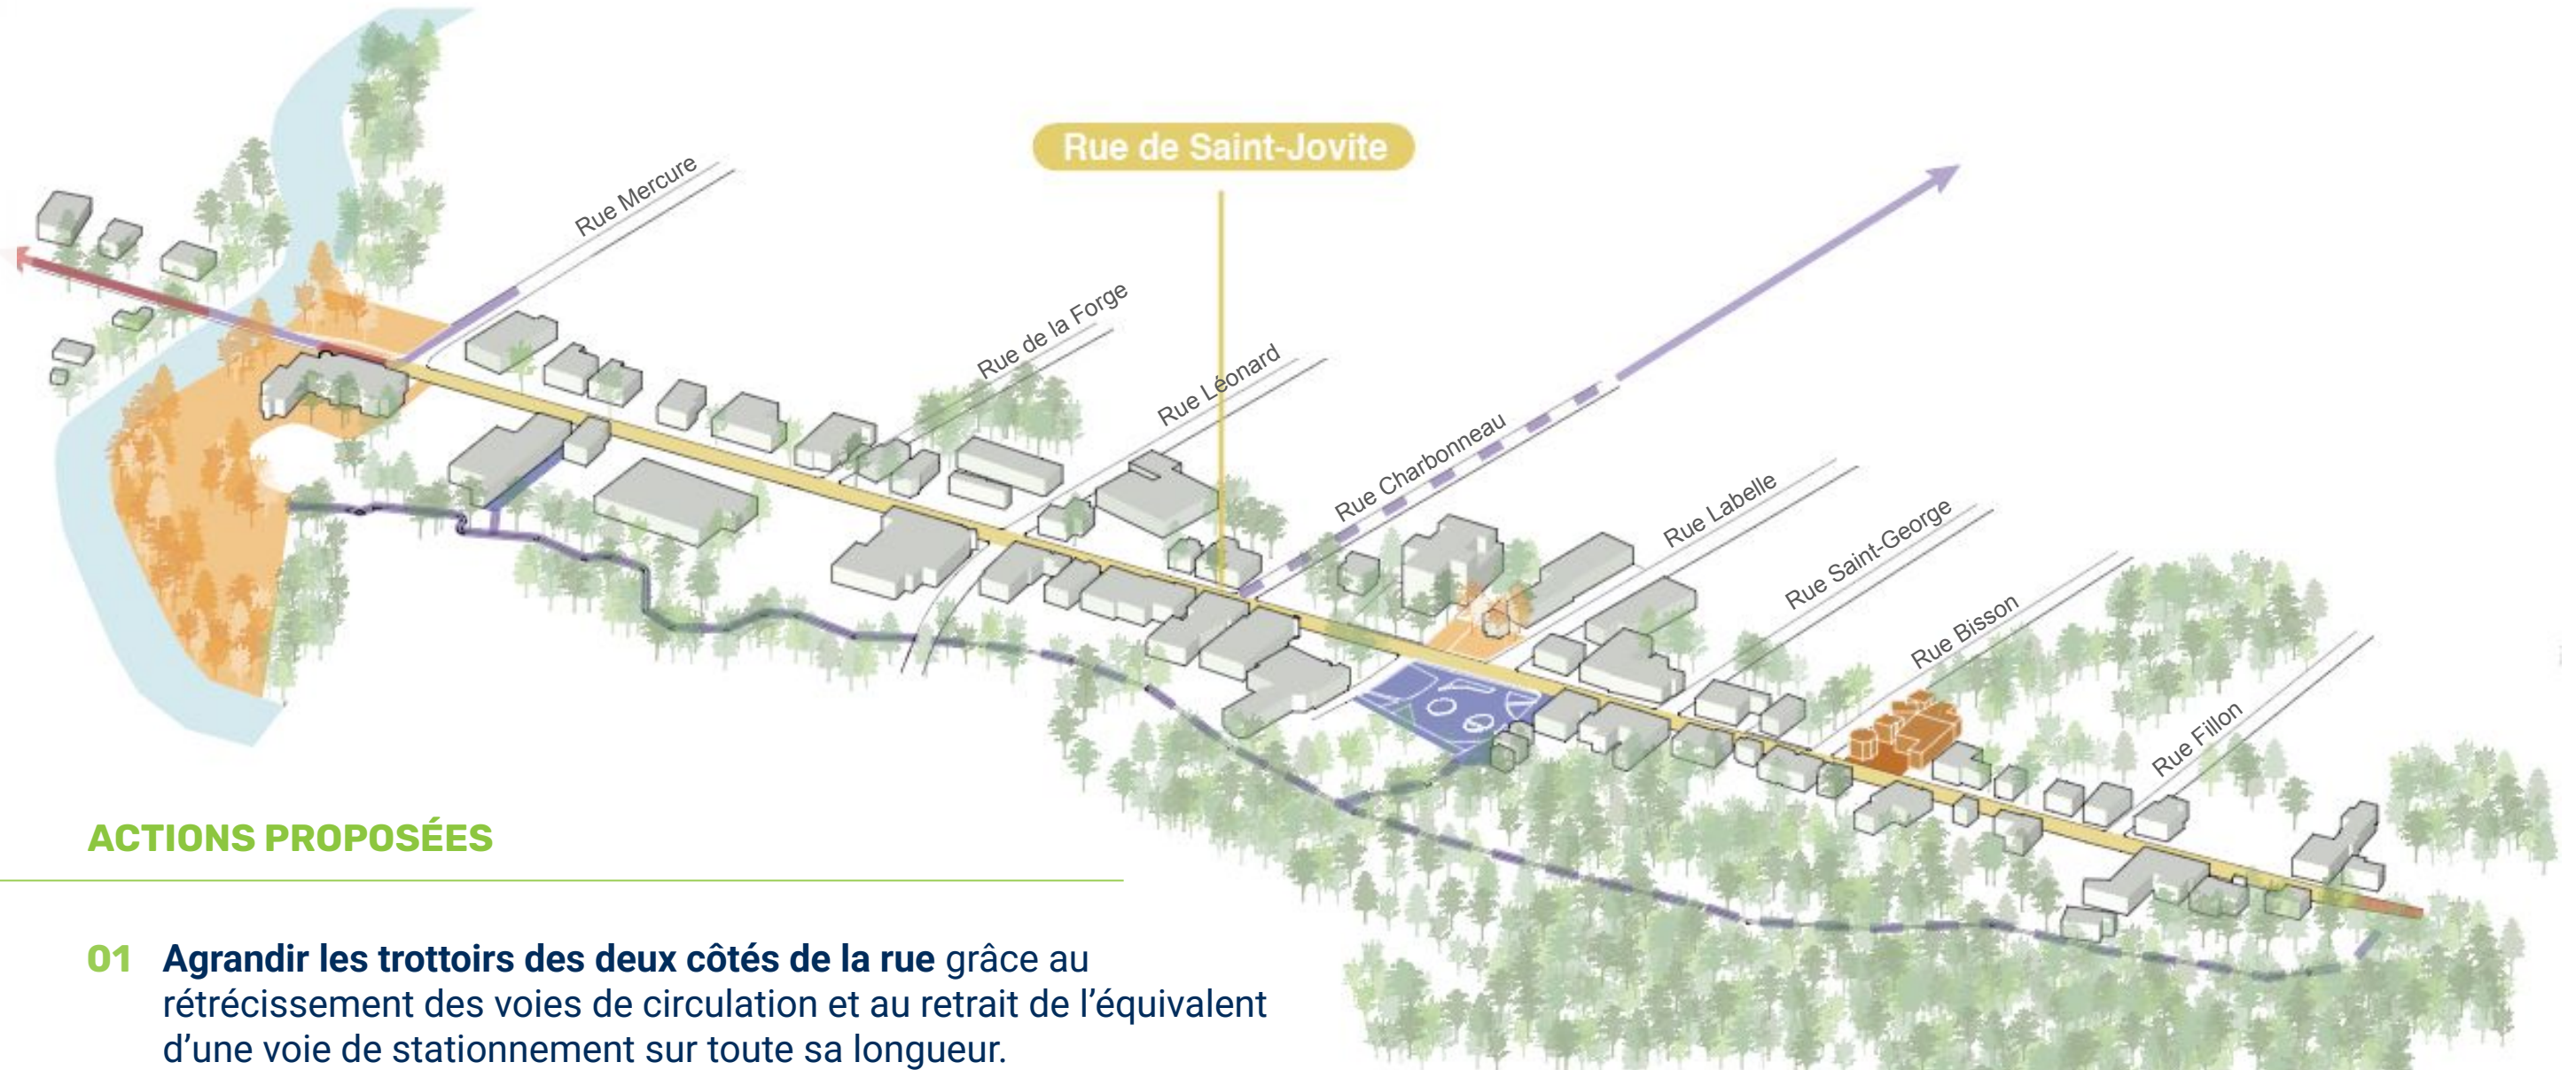 Rue de Saint-Jovite
Rue Mercure
Rue de la Forge
Rue Léonard
Rue Charbonneau
Rue Labelle
Rue Saint-George
Rue Bisson
Rue Fillon
ACTIONS PROPOSÉES
01 Agrandir les trottoirs des deux côtés de la rue grâce au
rétrécissement des voies de circulation et au retrait de l’équivalent
d’une voie de stationnement sur toute sa longueur.